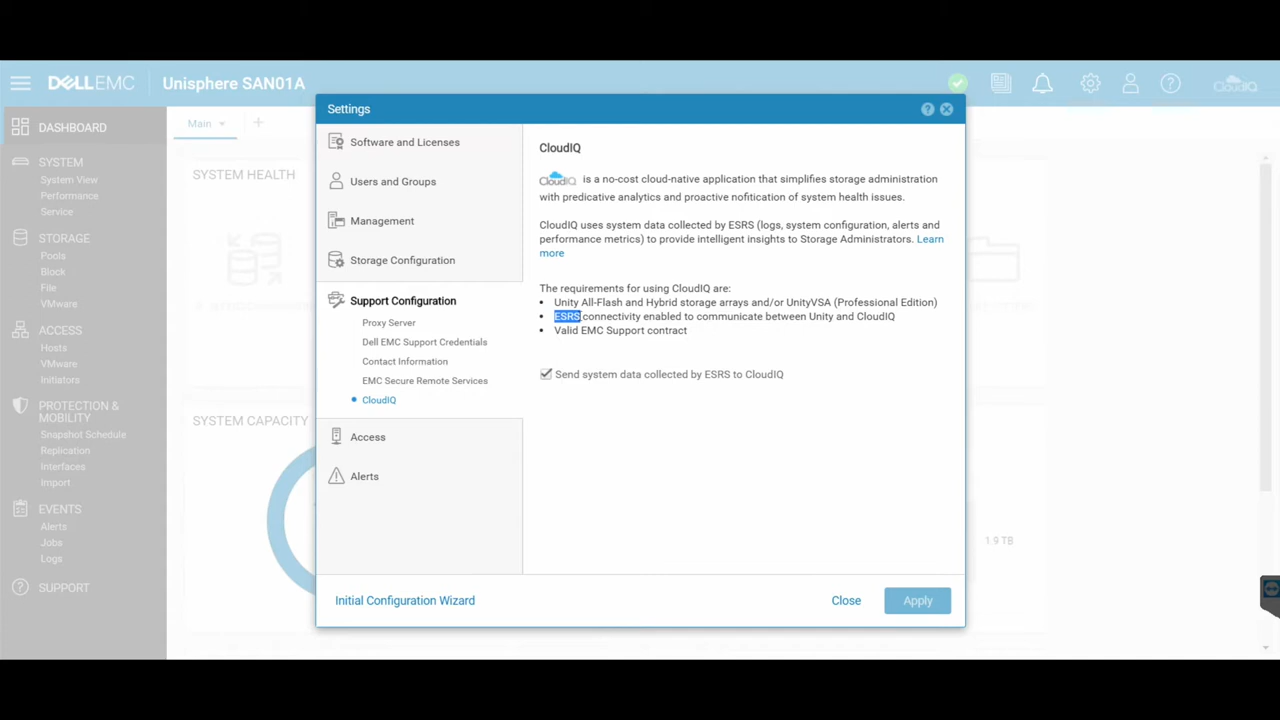 DELLEMC
Unisphere SAN01A
CloudIQ
DASHBOARD
SYSTEM
System View
Performance
Service
STORAGE
Pools
Block
File
VMware
ACCESS
Hosts
VMware
Initiators
PROTECTION &
MOBILITY
Snapshot Schedule
Replication
Interfaces
Import
EVENTS
Alerts
Jobs
Logs
SUPPORT
Main
SYSTEM HEALTH
SYSTEM CAPACITY
1.9 TB
Settings
Software and Licenses
Users and Groups
Management
Storage Configuration
Support Configuration
Proxy Server
Dell EMC Support Credentials
Contact Information
EMC Secure Remote Services
CloudIQ
Access
Alerts
CloudIQ
CloudIQ is a no-cost cloud-native application that simplifies storage administration
with predicative analytics and proactive nofitication of system health issues.
CloudIQ uses system data collected by ESRS (logs, system configuration, alerts and
performance metrics) to provide intelligent insights to Storage Administrators. Learn
more
The requirements for using CloudIQ are:
• Unity All-Flash and Hybrid storage arrays and/or UnityVSA (Professional Edition)
• ESRS connectivity enabled to communicate between Unity and CloudIQ
• Valid EMC Support contract
Send system data collected by ESRS to CloudIQ
Initial Configuration Wizard
Close
Apply